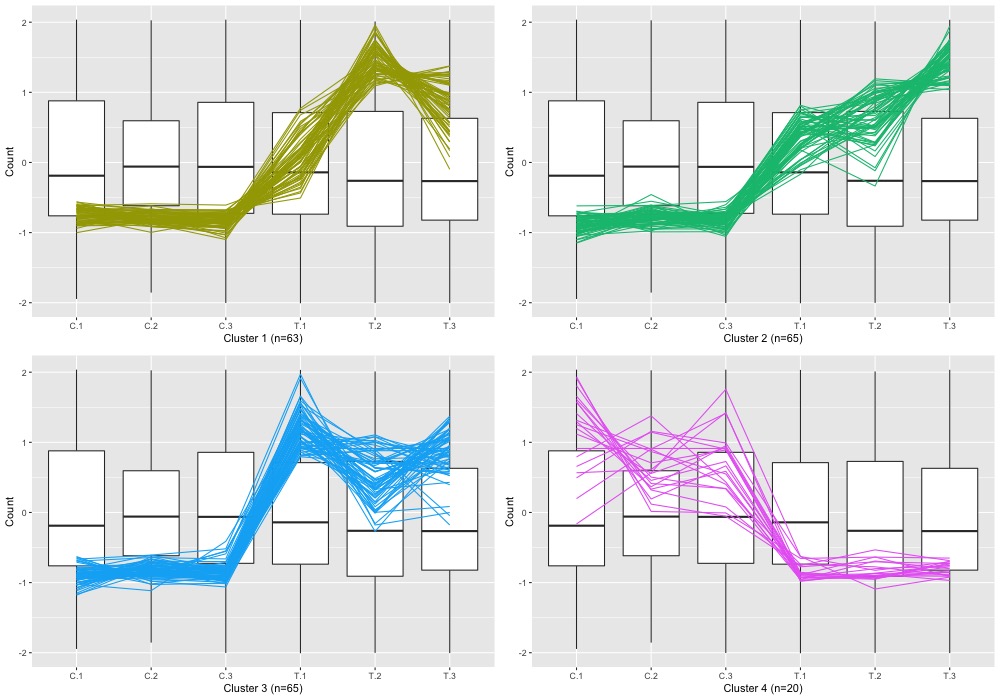 Count
2
1
0
-1
-2
C.1 C.2 C.3 T.1 T.2 T.3
Cluster 1 (n=63)
Count
2
1
0
-1
-2
C.1 C.2 C.3 T.1 T.2 T.3
Cluster 2 (n=65)
Count
2
1
0
-1
-2
C.1 C.2 C.3 T.1 T.2 T.3
Cluster 3 (n=65)
Count
2
1
0
-1
-2
C.1 C.2 C.3 T.1 T.2 T.3
Cluster 4 (n=20)